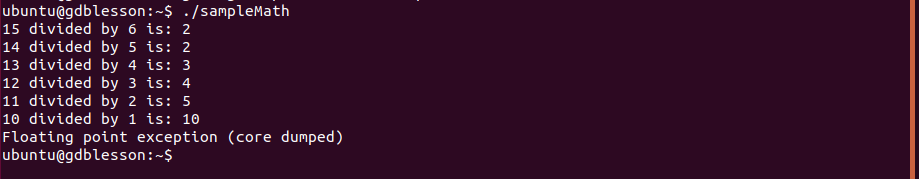 ubuntu@gdblesson:~$ ./sampleMath
15 divided by 6 is: 2
14 divided by 5 is: 2
13 divided by 4 is: 3
12 divided by 3 is: 4
11 divided by 2 is: 5
10 divided by 1 is: 10
Floating point exception (core dumped)
ubuntu@gdblesson:~$